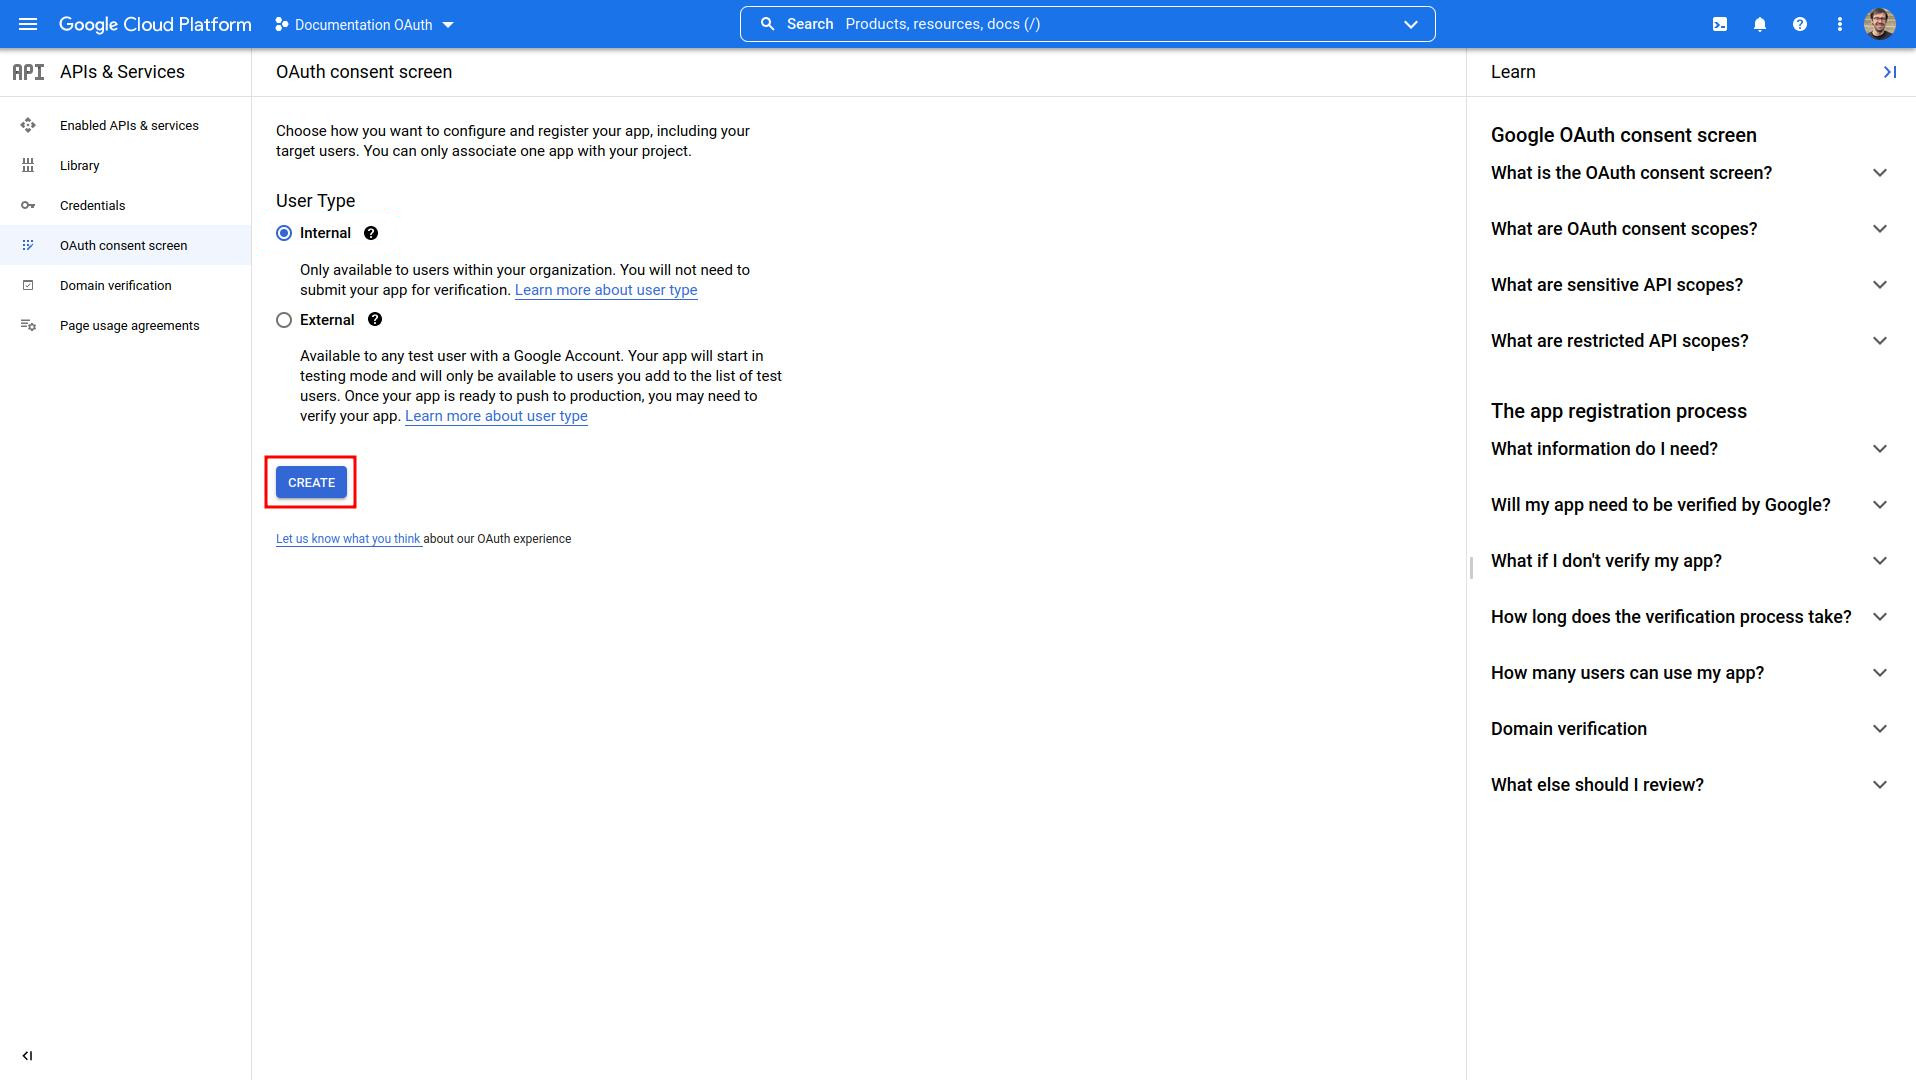 Google Cloud Platform
Documentation OAuth
Search Products, resources, docs (/)
API APIs & Services
Enabled APIs & services
Library
Credentials
OAuth consent screen
Domain verification
Page usage agreements
OAuth consent screen
Choose how you want to configure and register your app, including your
target users. You can only associate one app with your project.
User Type
Internal
Only available to users within your organization. You will not need to
submit your app for verification. Learn more about user type
External
Available to any test user with a Google Account. Your app will start in
testing mode and will only be available to users you add to the list of test
users. Once your app is ready to push to production, you may need to
verify your app. Learn more about user type
CREATE
Let us know what you think about our OAuth experience
Learn
Google OAuth consent screen
What is the OAuth consent screen?
What are OAuth consent scopes?
What are sensitive API scopes?
What are restricted API scopes?
The app registration process
What information do I need?
Will my app need to be verified by Google?
What if I don't verify my app?
How long does the verification process take?
How many users can use my app?
Domain verification
What else should I review?